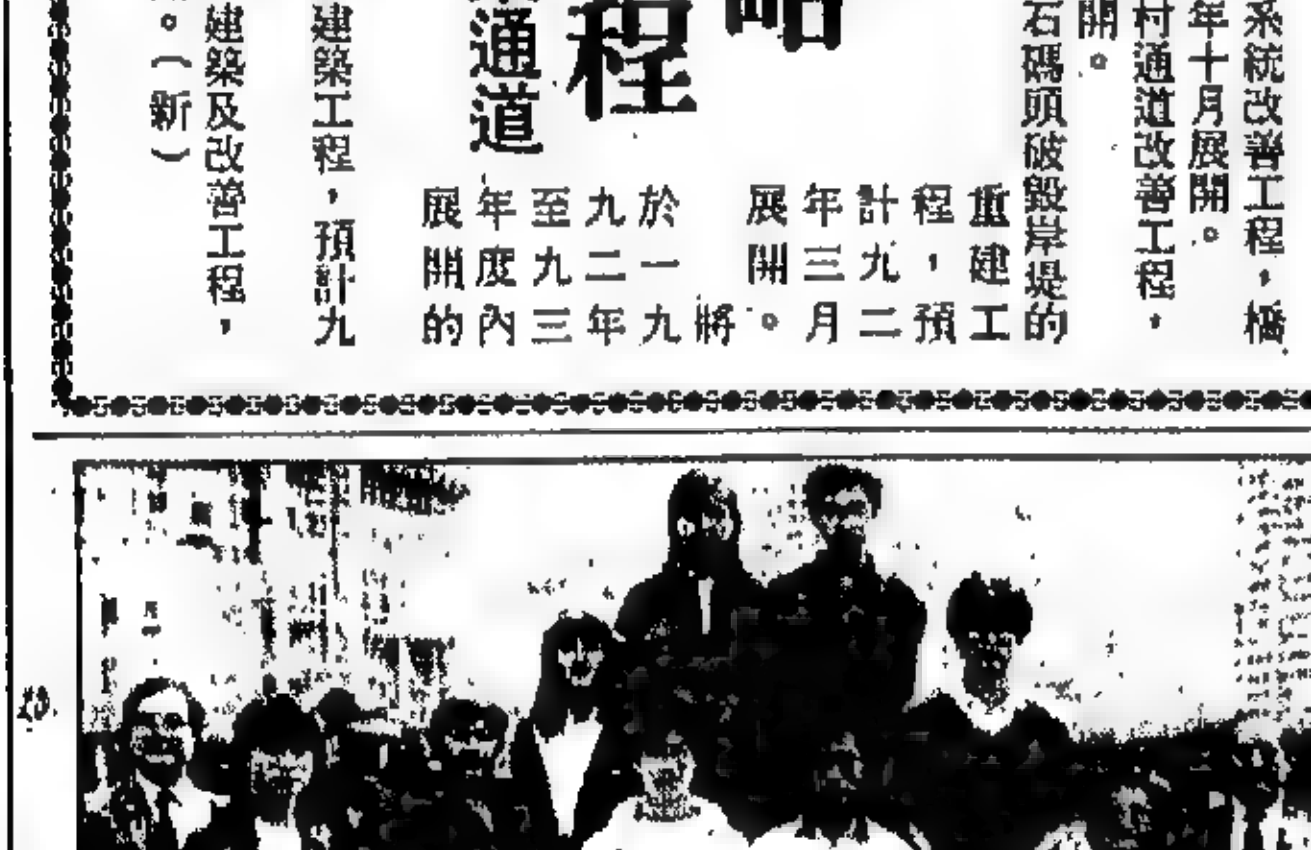 系統改善工程，橋
年十月展開。
村通道改善工程，
開。
石碼頭破毀岸堤的
重建工
程，預
計九二
年三月
展開。
將
於一九
九二年
至九三
年度內
展開的
程
通道
建築工程，預計九
建築及改善工程，
。（新）